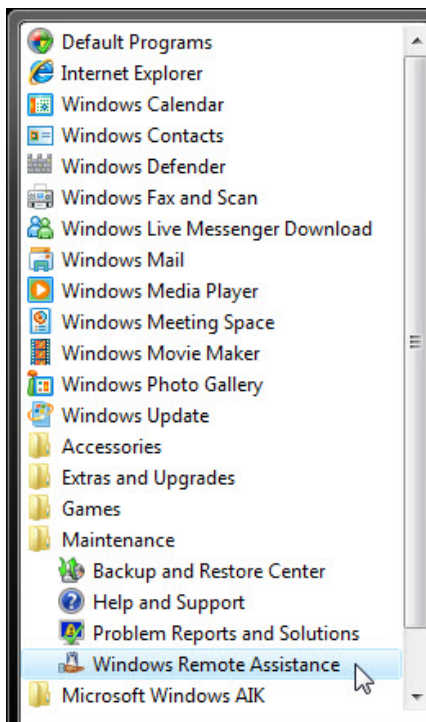 Default Programs
Internet Explorer
Windows Calendar
Windows Contacts
Windows Defender
Windows Fax and Scan
Windows Live Messenger Download
Windows Mail
Windows Media Player
Windows Meeting Space
Windows Movie Maker
Windows Photo Gallery
Windows Update
Accessories
Extras and Upgrades
Games
Maintenance
Backup and Restore Center
Help and Support
Problem Reports and Solutions
Windows Remote Assistance
Microsoft Windows AIK